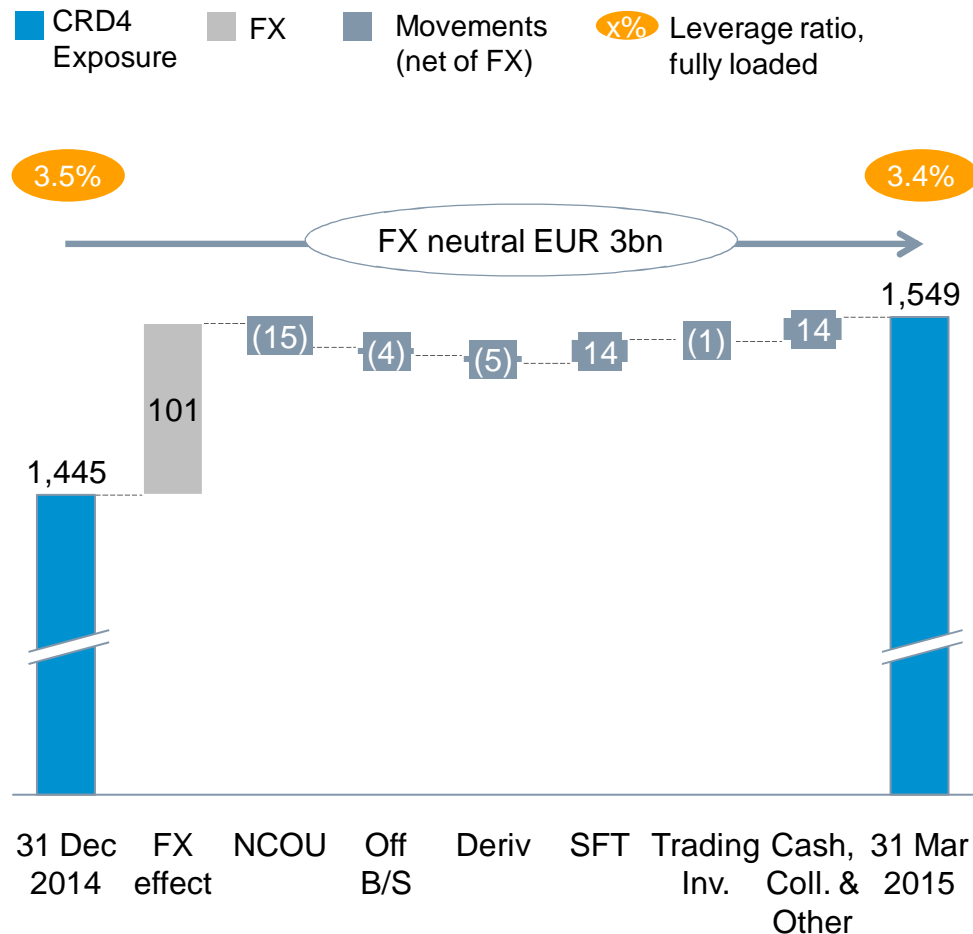 CRD4
Exposure
FX
Movements
(net of FX)
x%
Leverage ratio,
fully loaded
3.5%
3.4%
FX neutral EUR 3bn
1,445
101
(15)
(4)
(5)
14
(1)
14
1,549
31 Dec
2014
FX
effect
NCOU
Off
B/S
Deriv
SFT
Trading
Inv.
Cash,
Coll. &
Other
31 Mar
2015